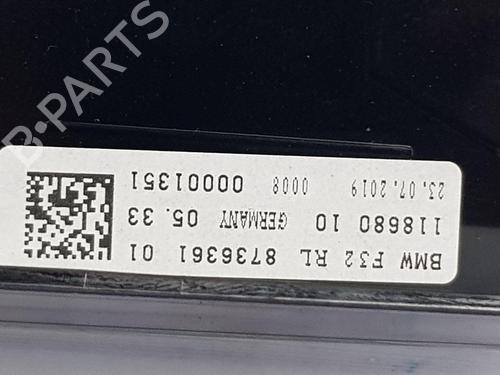 BMW F32 RL 8736361 01
118680 10 GERMANY 05.33
23.07.2019 0008 00001351
B-PARTS